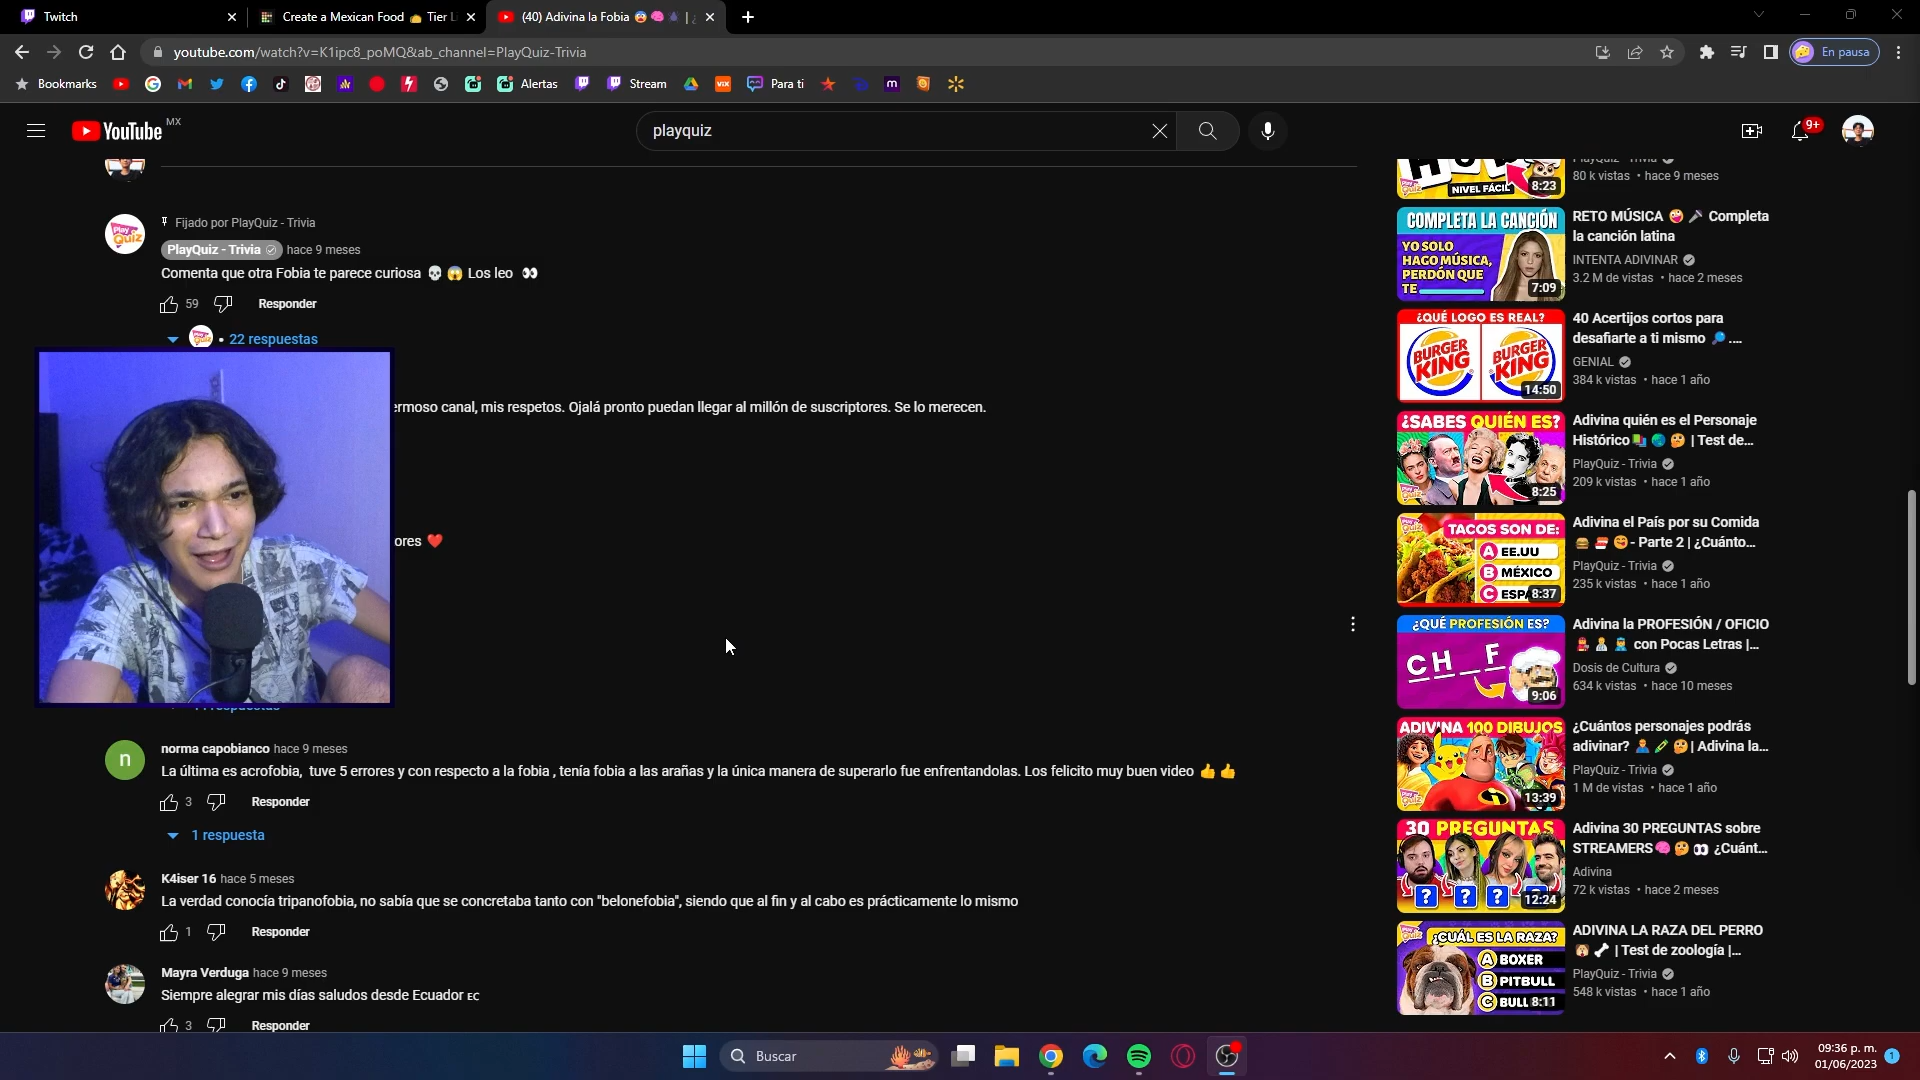 Twitch
Create a Mexican Food 🌮 Tier Li
(40) Adivina la Fobia 😨🧠💧 | ¿
youtube.com/watch?v=K1ipc8_poMQ&ab_channel=PlayQuiz-Trivia
En pausa
Bookmarks
Alertas
Stream
Para ti
YouTube MX
playquiz
9+
Fijado por PlayQuiz - Trivia
PlayQuiz - Trivia hace 9 meses
Comenta que otra Fobia te parece curiosa 💀 😱 Los leo 👀
59 Responder
• 22 respuestas
ermoso canal, mis respetos. Ojalá pronto puedan llegar al millón de suscriptores. Se lo merecen.
ores ❤️
norma capobianco hace 9 meses
La última es acrofobia, tuve 5 errores y con respecto a la fobia , tenía fobia a las arañas y la única manera de superarlo fue enfrentandolas. Los felicito muy buen video 👍👍
3 Responder
1 respuesta
K4iser 16 hace 5 meses
La verdad conocía tripanofobia, no sabía que se concretaba tanto con "belonefobia", siendo que al fin y al cabo es prácticamente lo mismo
1 Responder
Mayra Verduga hace 9 meses
Siempre alegrar mis días saludos desde Ecuador EC
3 Responder
NIVEL FÁCIL
8:23
PlayQuiz - Trivia
80 k vistas • hace 9 meses
COMPLETA LA CANCIÓN
YO SOLO
HAGO MÚSICA,
PERDÓN QUE
TE
7:09
RETO MÚSICA 🤪 🎤 Completa
la canción latina
INTENTA ADIVINAR
3.2 M de vistas • hace 2 meses
¿QUÉ LOGO ES REAL?
BURGER KING
BURGER KING
14:50
40 Acertijos cortos para
desafiarte a ti mismo 🔎 ....
GENIAL
384 k vistas • hace 1 año
¿SABES QUIÉN ES?
8:25
Adivina quién es el Personaje
Histórico 🌏 🤔 | Test de...
PlayQuiz - Trivia
209 k vistas • hace 1 año
TACOS SON DE:
A EE.UU
B MÉXICO
C ESPA
8:37
Adivina el País por su Comida
🍔 🍣 😋 - Parte 2 | ¿Cuánto...
PlayQuiz - Trivia
235 k vistas • hace 1 año
¿QUÉ PROFESIÓN ES?
CH__F
9:06
Adivina la PROFESIÓN / OFICIO
con Pocas Letras |...
Dosis de Cultura
634 k vistas • hace 10 meses
ADIVINA 100 DIBUJOS
13:39
¿Cuántos personajes podrás
adivinar? 🤔 | Adivina la...
PlayQuiz - Trivia
1 M de vistas • hace 1 año
30 PREGUNTAS
? ? ?
12:24
Adivina 30 PREGUNTAS sobre
STREAMERS 🧠 🤔 👀 ¿Cuánt...
Adivina
72 k vistas • hace 2 meses
¿CUÁL ES LA RAZA?
A BOXER
B PITBULL
C BULL
8:11
ADIVINA LA RAZA DEL PERRO
🐶 🦴 | Test de zoología |...
PlayQuiz - Trivia
548 k vistas • hace 1 año
Buscar
09:36 p. m.
01/06/2023
1